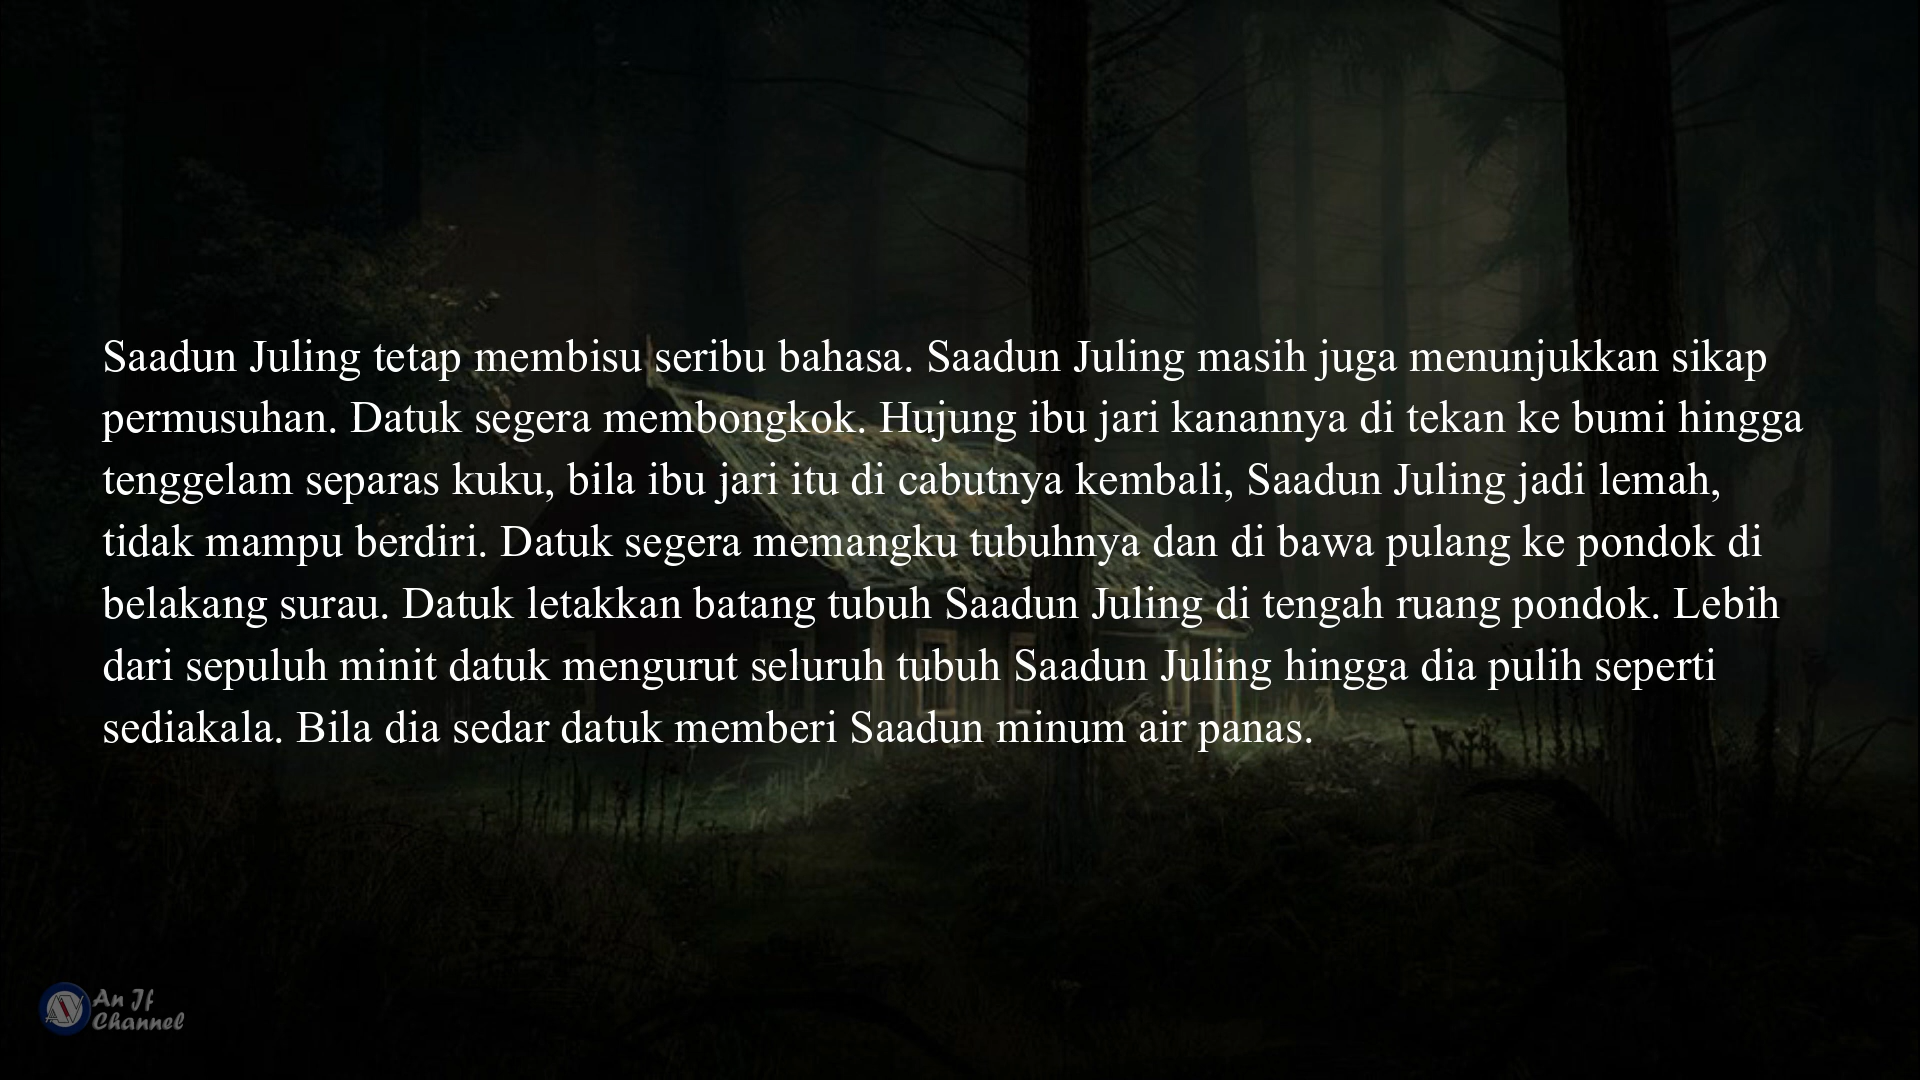 Saadun Juling tetap membisu seribu bahasa. Saadun Juling masih juga menunjukkan sikap
permusuhan. Datuk segera membongkok. Hujung ibu jari kanannya di tekan ke bumi hingga
tenggelam separas kuku, bila ibu jari itu di cabutnya kembali, Saadun Juling jadi lemah,
tidak mampu berdiri. Datuk segera memangku tubuhnya dan di bawa pulang ke pondok di
belakang surau. Datuk letakkan batang tubuh Saadun Juling di tengah ruang pondok. Lebih
dari sepuluh minit datuk mengurut seluruh tubuh Saadun Juling hingga dia pulih seperti
sediakala. Bila dia sedar datuk memberi Saadun minum air panas.
An If
Channel